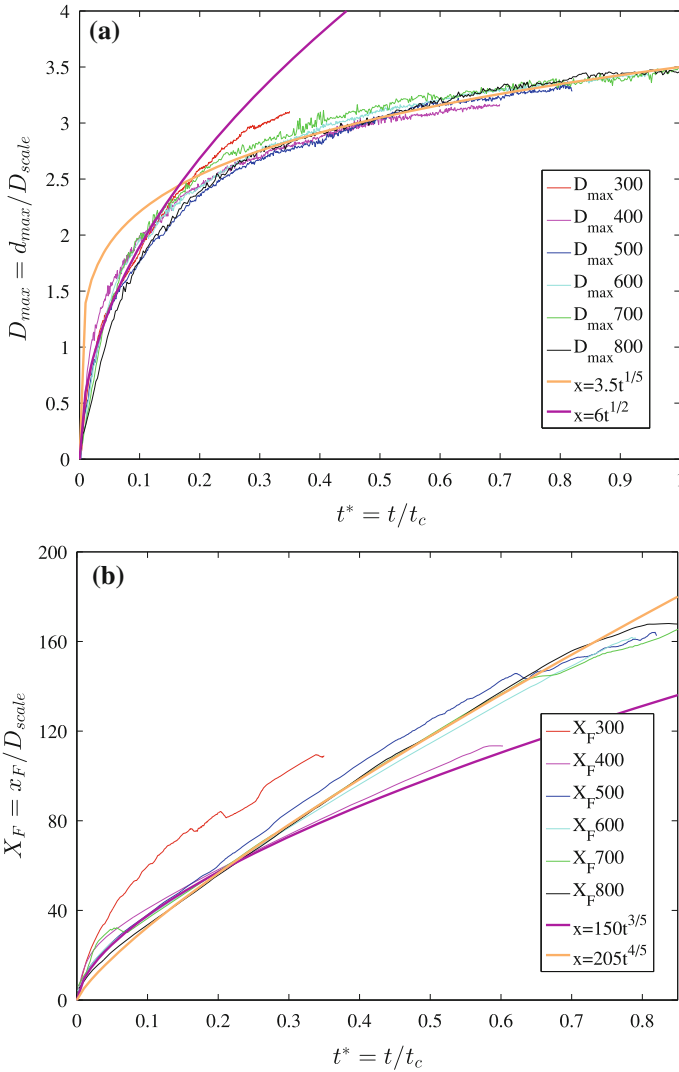 (a)
4
3.5
3
2.5
2
1.5
1
0.5
0
D_max = d_max/D_scale
D_max300
D_max400
D_max500
D_max600
D_max700
D_max800
x=3.5t^1/5
x=6t^1/2
0 0.1 0.2 0.3 0.4 0.5 0.6 0.7 0.8 0.9 1
t* = t/t_c
(b)
200
160
120
80
40
0
X_F = x_F/D_scale
X_F300
X_F400
X_F500
X_F600
X_F700
X_F800
x=150t^3/5
x=205t^4/5
0 0.1 0.2 0.3 0.4 0.5 0.6 0.7 0.8
t* = t/t_c